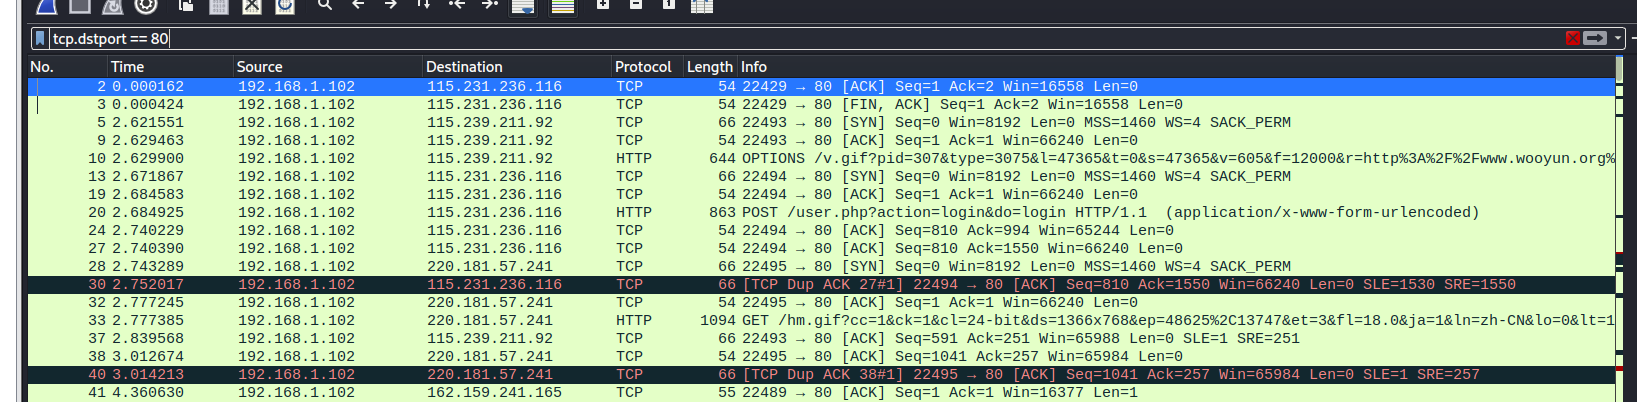 tcp.dstport == 80
No. Time Source Destination Protocol Length Info
2 0.000162 192.168.1.102 115.231.236.116 TCP 54 22429 → 80 [ACK] Seq=1 Ack=2 Win=16558 Len=0
3 0.000424 192.168.1.102 115.231.236.116 TCP 54 22429 → 80 [FIN, ACK] Seq=1 Ack=2 Win=16558 Len=0
5 2.621551 192.168.1.102 115.239.211.92 TCP 66 22493 → 80 [SYN] Seq=0 Win=8192 Len=0 MSS=1460 WS=4 SACK_PERM
9 2.629463 192.168.1.102 115.239.211.92 TCP 54 22493 → 80 [ACK] Seq=1 Ack=1 Win=66240 Len=0
10 2.629900 192.168.1.102 115.239.211.92 HTTP 644 OPTIONS /v.gif?pid=307&type=3075&l=47365&t=0&s=47365&v=605&f=12000&r=http%3A%2F%2Fwww.wooyun.org%
13 2.671867 192.168.1.102 115.231.236.116 TCP 66 22494 → 80 [SYN] Seq=0 Win=8192 Len=0 MSS=1460 WS=4 SACK_PERM
19 2.684583 192.168.1.102 115.231.236.116 TCP 54 22494 → 80 [ACK] Seq=1 Ack=1 Win=66240 Len=0
20 2.684925 192.168.1.102 115.231.236.116 HTTP 863 POST /user.php?action=login&do=login HTTP/1.1  (application/x-www-form-urlencoded)
24 2.740229 192.168.1.102 115.231.236.116 TCP 54 22494 → 80 [ACK] Seq=810 Ack=994 Win=65244 Len=0
27 2.740390 192.168.1.102 115.231.236.116 TCP 54 22494 → 80 [ACK] Seq=810 Ack=1550 Win=66240 Len=0
28 2.743289 192.168.1.102 220.181.57.241 TCP 66 22495 → 80 [SYN] Seq=0 Win=8192 Len=0 MSS=1460 WS=4 SACK_PERM
30 2.752017 192.168.1.102 115.231.236.116 TCP 66 [TCP Dup ACK 27#1] 22494 → 80 [ACK] Seq=810 Ack=1550 Win=66240 Len=0 SLE=1530 SRE=1550
32 2.777245 192.168.1.102 220.181.57.241 TCP 54 22495 → 80 [ACK] Seq=1 Ack=1 Win=66240 Len=0
33 2.777385 192.168.1.102 220.181.57.241 HTTP 1094 GET /hm.gif?cc=1&ck=1&cl=24-bit&ds=1366x768&ep=48625%2C13747&et=3&fl=18.0&ja=1&ln=zh-CN&lo=0&lt=1
37 2.839568 192.168.1.102 115.239.211.92 TCP 66 22493 → 80 [ACK] Seq=591 Ack=251 Win=65988 Len=0 SLE=1 SRE=251
38 3.012674 192.168.1.102 220.181.57.241 TCP 54 22495 → 80 [ACK] Seq=1041 Ack=257 Win=65984 Len=0
40 3.014213 192.168.1.102 220.181.57.241 TCP 66 [TCP Dup ACK 38#1] 22495 → 80 [ACK] Seq=1041 Ack=257 Win=65984 Len=0 SLE=1 SRE=257
41 4.360630 192.168.1.102 162.159.241.165 TCP 55 22489 → 80 [ACK] Seq=1 Ack=1 Win=16377 Len=1